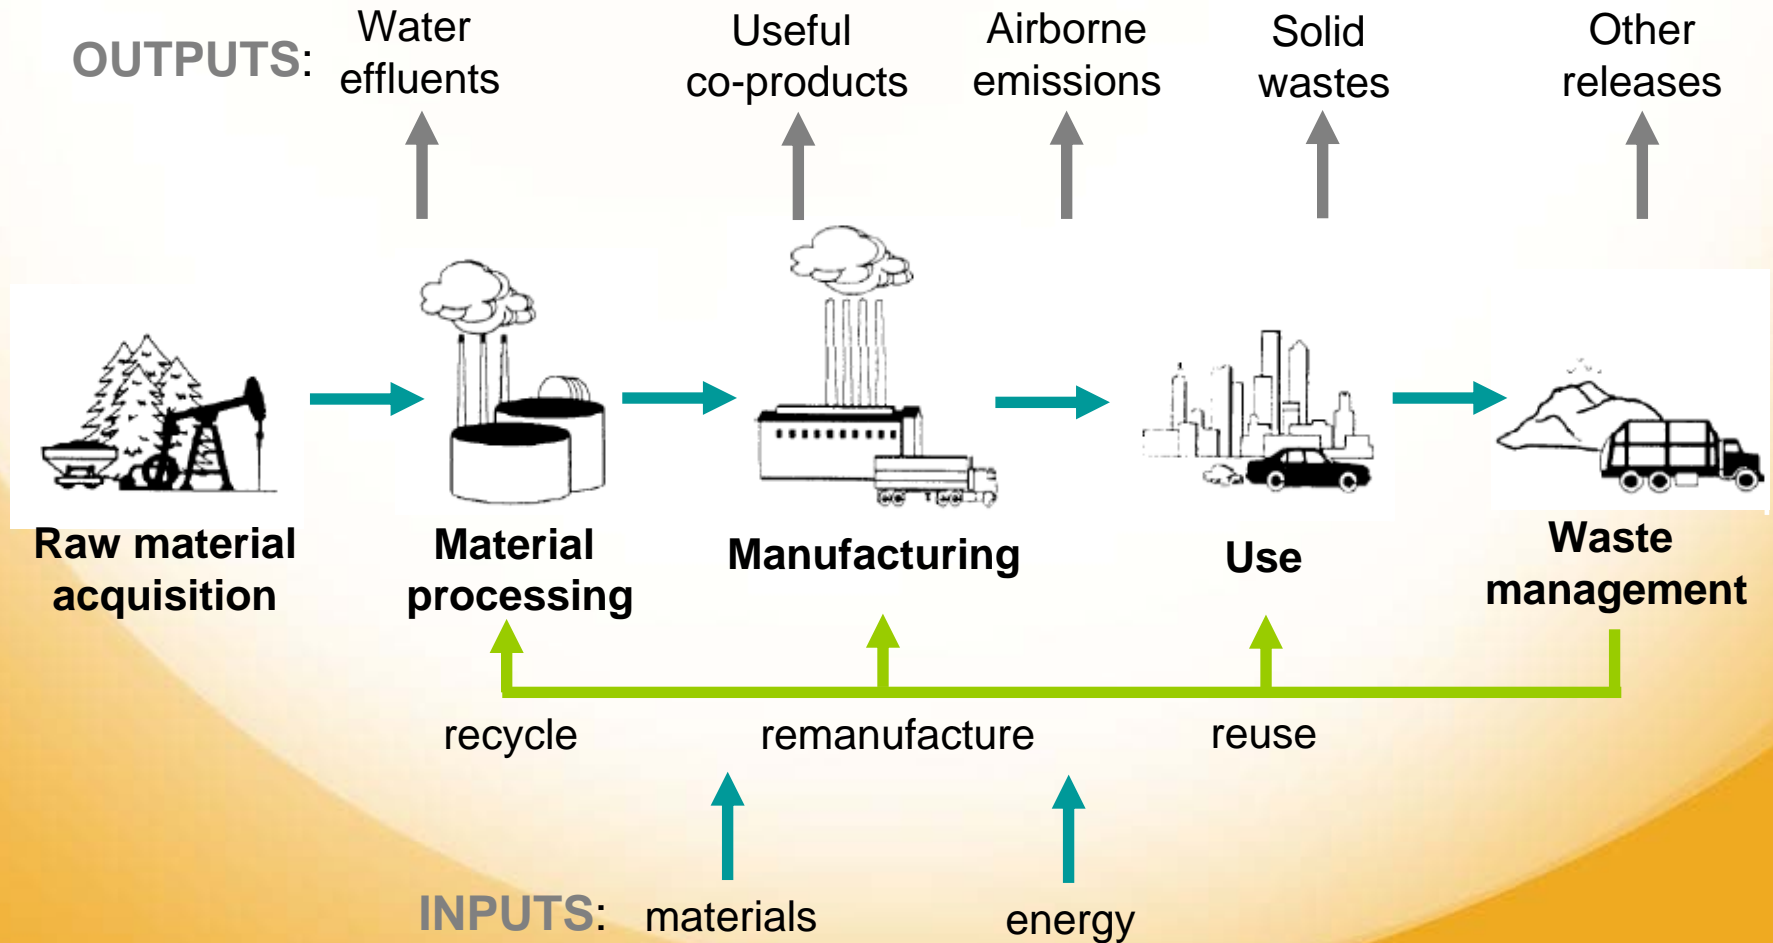 OUTPUTS:
Water
effluents
Useful
co-products
Airborne
emissions
Solid
wastes
Other
releases
Raw material
acquisition
Material
processing
Manufacturing
Use
Waste
management
recycle
remanufacture
reuse
INPUTS:
materials
energy